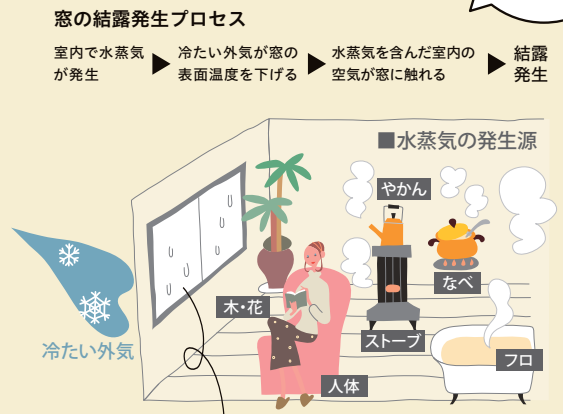 窓の結露発生プロセス
室内で水蒸気
が発生
冷たい外気が窓の
表面温度を下げる
水蒸気を含んだ室内の
空気が窓に触れる
結露
発生
■水蒸気の発生源
やかん
なべ
木・花
ストーブ
フロ
冷たい外気
人体